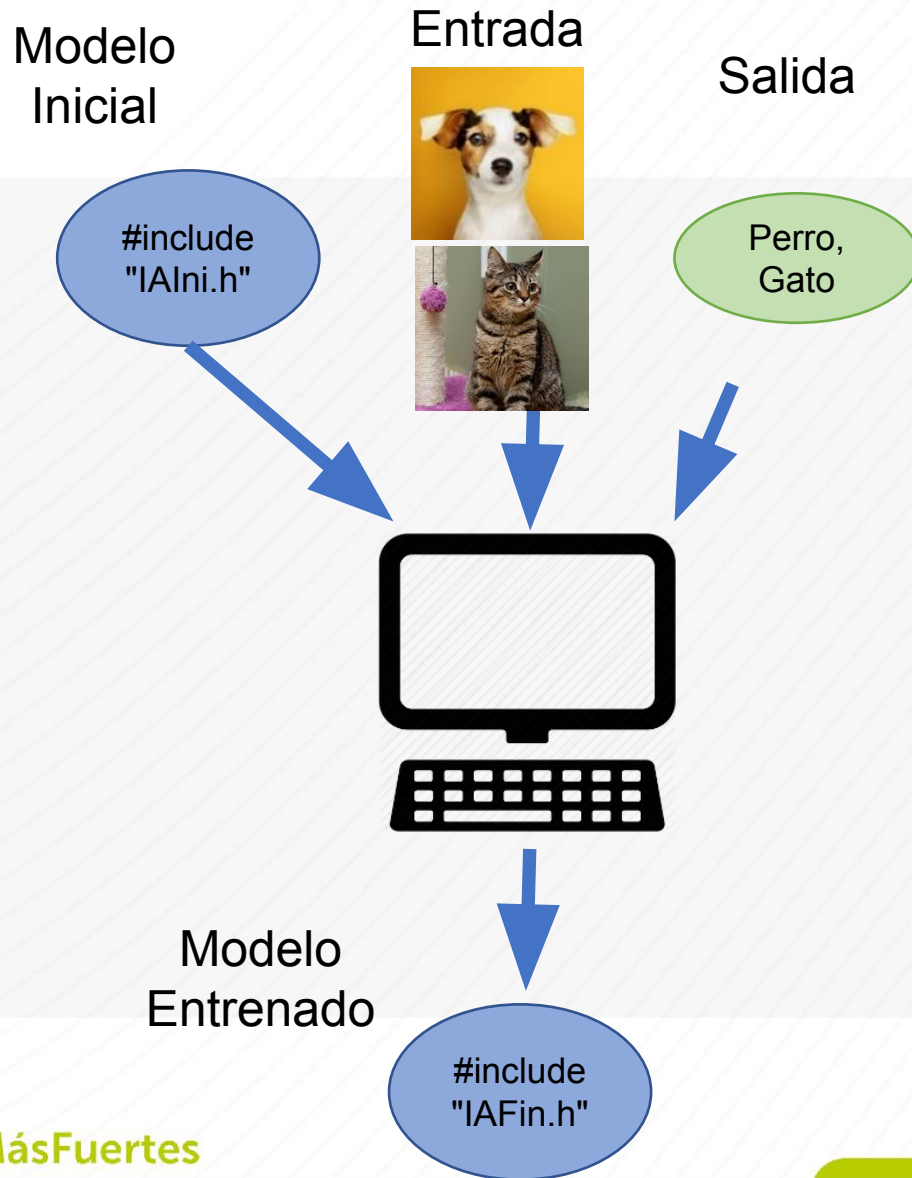 Modelo
Inicial
Entrada
Salida
#include
"IAIni.h"
Perro,
Gato
Modelo
Entrenado
#include
"IAFin.h"
ásFuertes